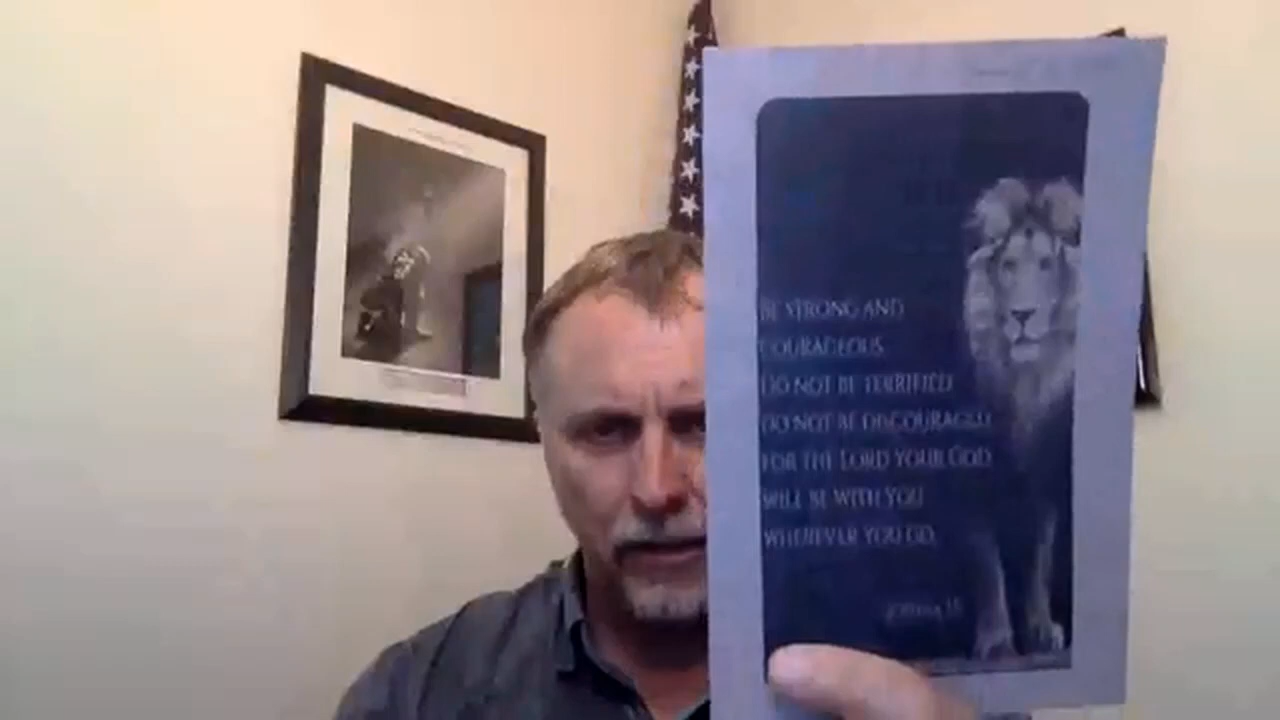 BE STRONG AND
COURAGEOUS
DO NOT BE TERRIFIED
DO NOT BE DISCOURAGED
FOR THE LORD YOUR GOD
WILL BE WITH YOU
WHEREVER YOU GO.